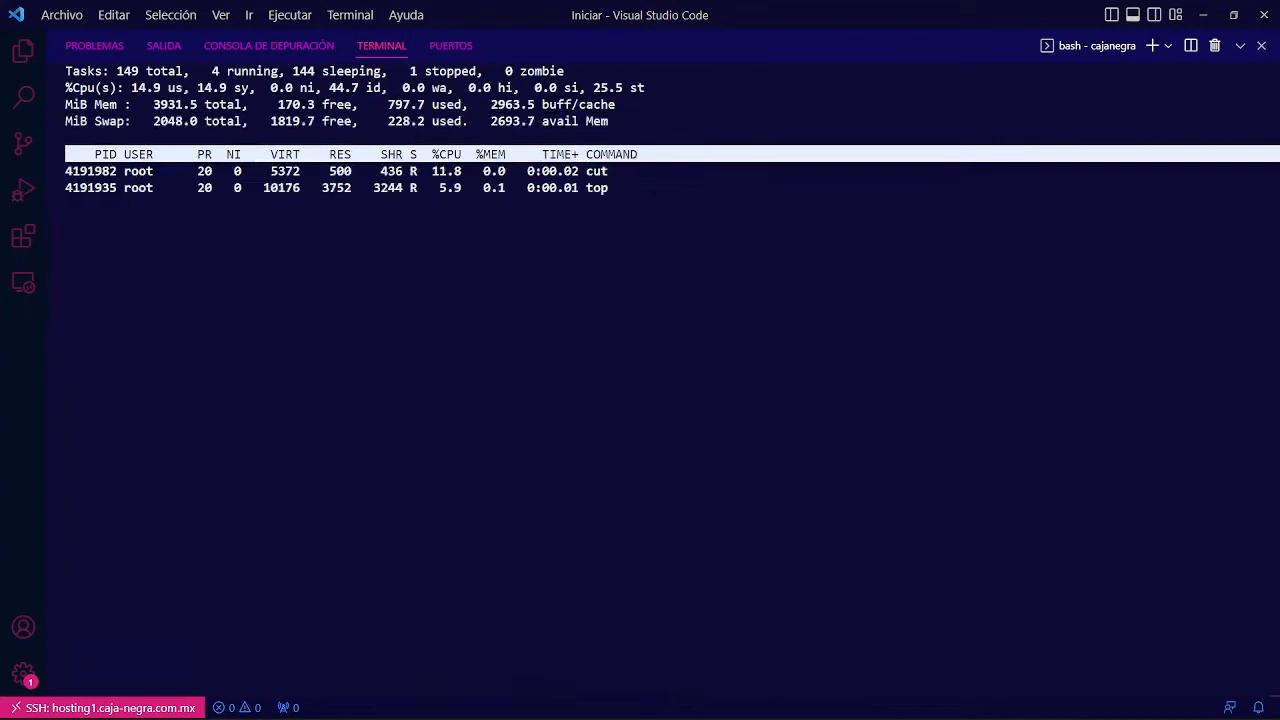 Archivo Editar Selección Ver Ir Ejecutar Terminal Ayuda Iniciar - Visual Studio Code
PROBLEMAS SALIDA CONSOLA DE DEPURACIÓN TERMINAL PUERTOS bash - cajanegra
Tasks: 149 total, 4 running, 144 sleeping, 1 stopped, 0 zombie
%Cpu(s): 14.9 us, 14.9 sy, 0.0 ni, 44.7 id, 0.0 wa, 0.0 hi, 0.0 si, 25.5 st
MiB Mem : 3931.5 total, 170.3 free, 797.7 used, 2963.5 buff/cache
MiB Swap: 2048.0 total, 1819.7 free, 228.2 used. 2693.7 avail Mem
PID USER PR NI VIRT RES SHR S %CPU %MEM TIME+ COMMAND
4191982 root 20 0 5372 500 436 R 11.8 0.0 0:00.02 cut
4191935 root 20 0 10176 3752 3244 R 5.9 0.1 0:00.01 top
1
SSH: hosting1.caja-negra.com.mx 0 0 0